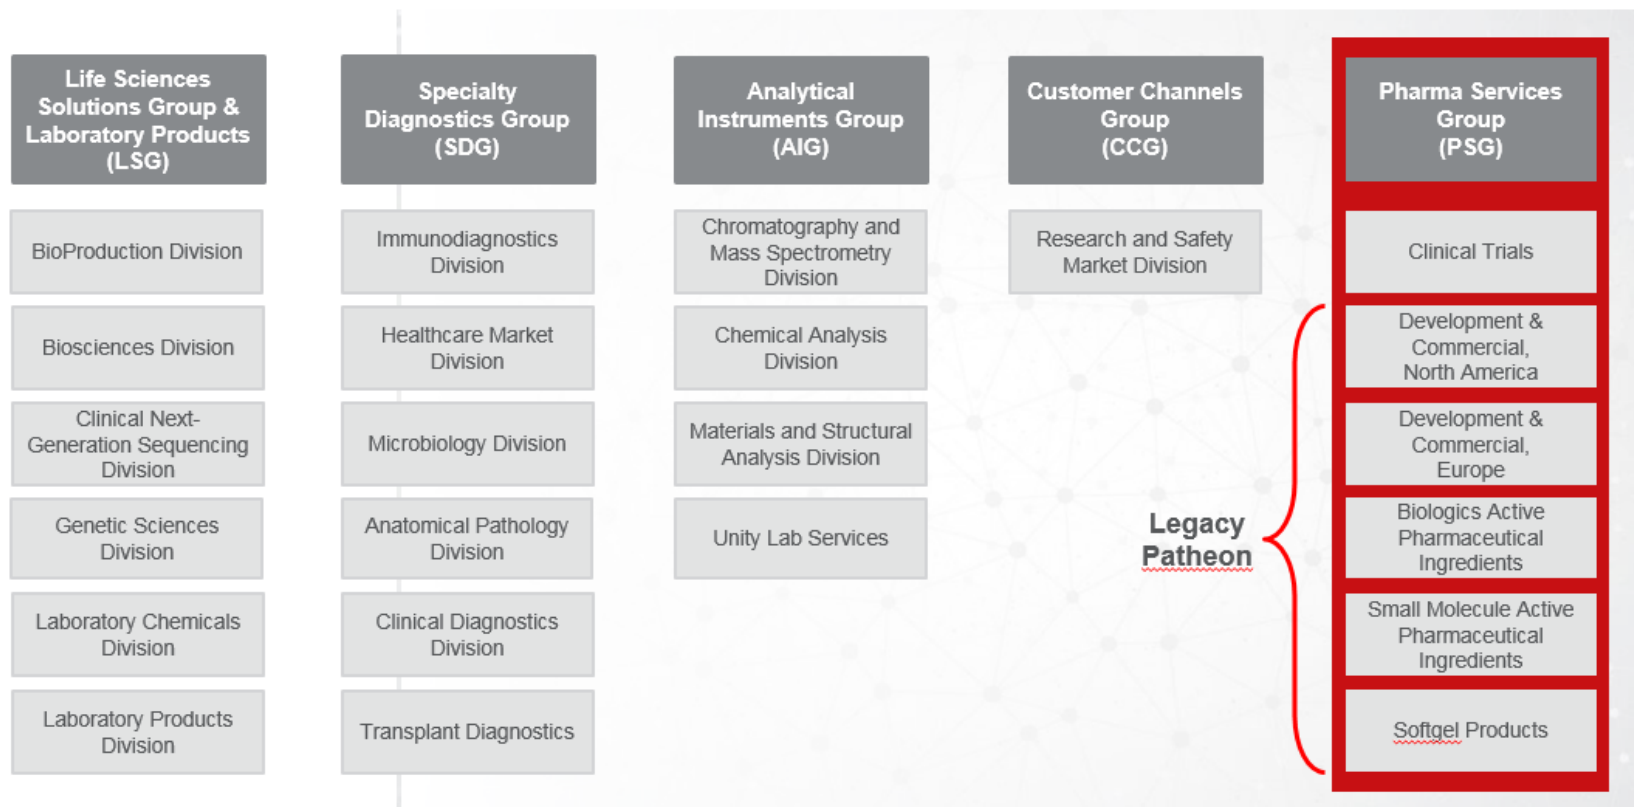 Life Sciences
Solutions Group &
Laboratory Products
(LSG)
BioProduction Division
Biosciences Division
Clinical Next-
Generation Sequencing
Division
Genetic Sciences
Division
Laboratory Chemicals
Division
Laboratory Products
Division
Specialty
Diagnostics Group
(SDG)
Immunodiagnostics
Division
Healthcare Market
Division
Microbiology Division
Anatomical Pathology
Division
Clinical Diagnostics
Division
Transplant Diagnostics
Analytical
Instruments Group
(AIG)
Chromatography and
Mass Spectrometry
Division
Chemical Analysis
Division
Materials and Structural
Analysis Division
Unity Lab Services
Customer Channels
Group
(CCG)
Research and Safety
Market Division
Legacy
Patheon
Pharma Services
Group
(PSG)
Clinical Trials
Development &
Commercial,
North America
Development &
Commercial,
Europe
Biologics Active
Pharmaceutical
Ingredients
Small Molecule Active
Pharmaceutical
Ingredients
Softgel Products